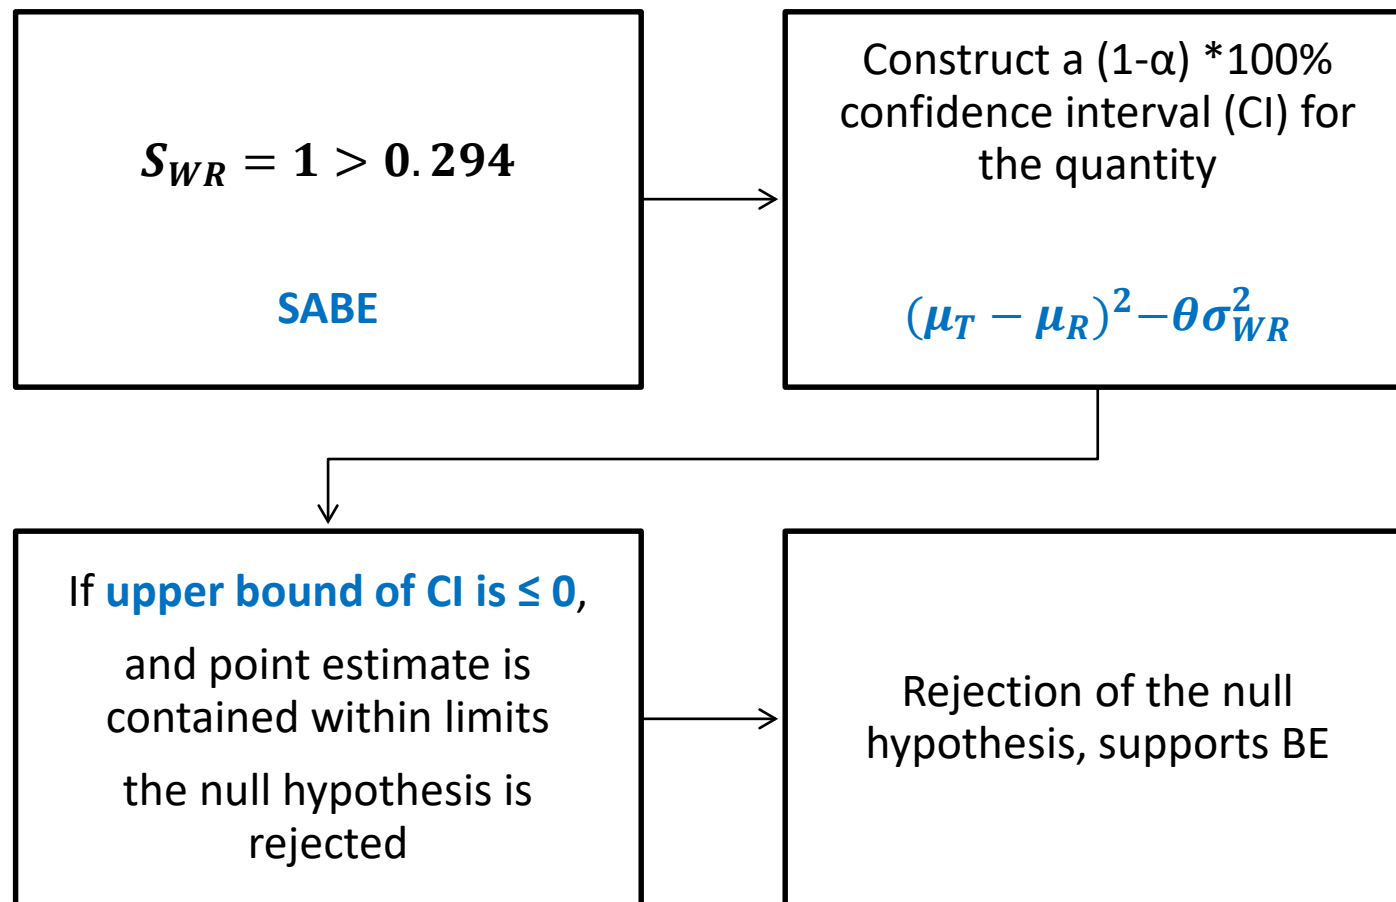 S_WR = 1 > 0.294
SABE
Construct a (1-α) *100%
confidence interval (CI) for
the quantity
(μ_T − μ_R)² −θσ²_WR
If upper bound of CI is ≤ 0,
and point estimate is
contained within limits
the null hypothesis is
rejected
Rejection of the null
hypothesis, supports BE